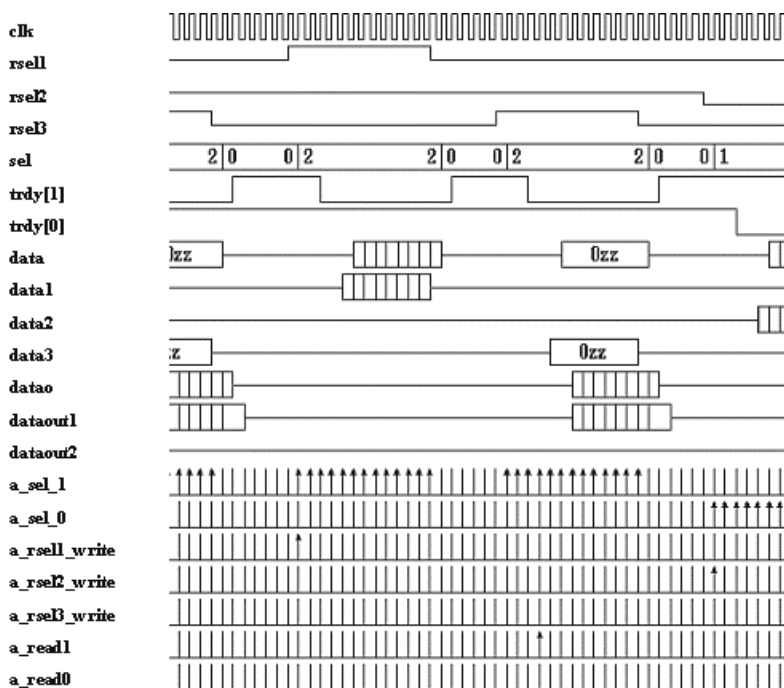 clk
rsel1
rsel2
rsel3
sel 2 0 0 2 2 0 0 2 2 0 0 1
trdy[1]
trdy[0]
data 0zz 0zz
data1
data2
data3 zz 0zz
datao
dataout1
dataout2
a_sel_1
a_sel_0
a_rsel1_write
a_rsel2_write
a_rsel3_write
a_read1
a_read0